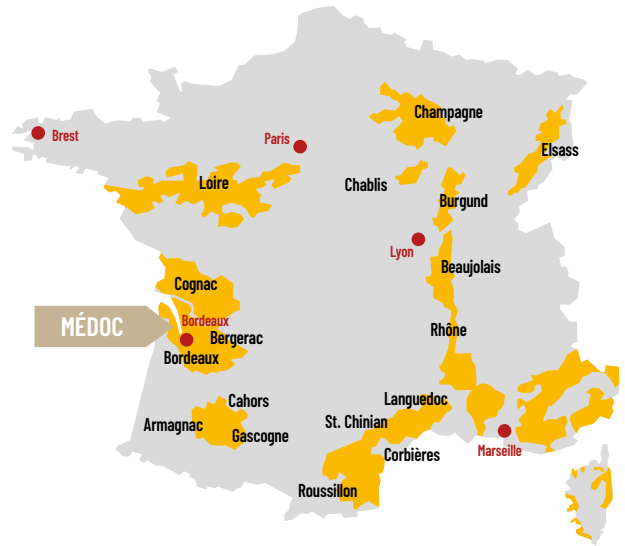 Champagne
Brest
Paris
Elsass
Loire
Chablis
Burgund
Lyon
Beaujolais
Cognac
MÉDOC
Bordeaux
Rhône
Bergerac
Bordeaux
Cahors
Languedoc
Armagnac
St. Chinian
Gascogne
Corbières
Marseille
Roussillon